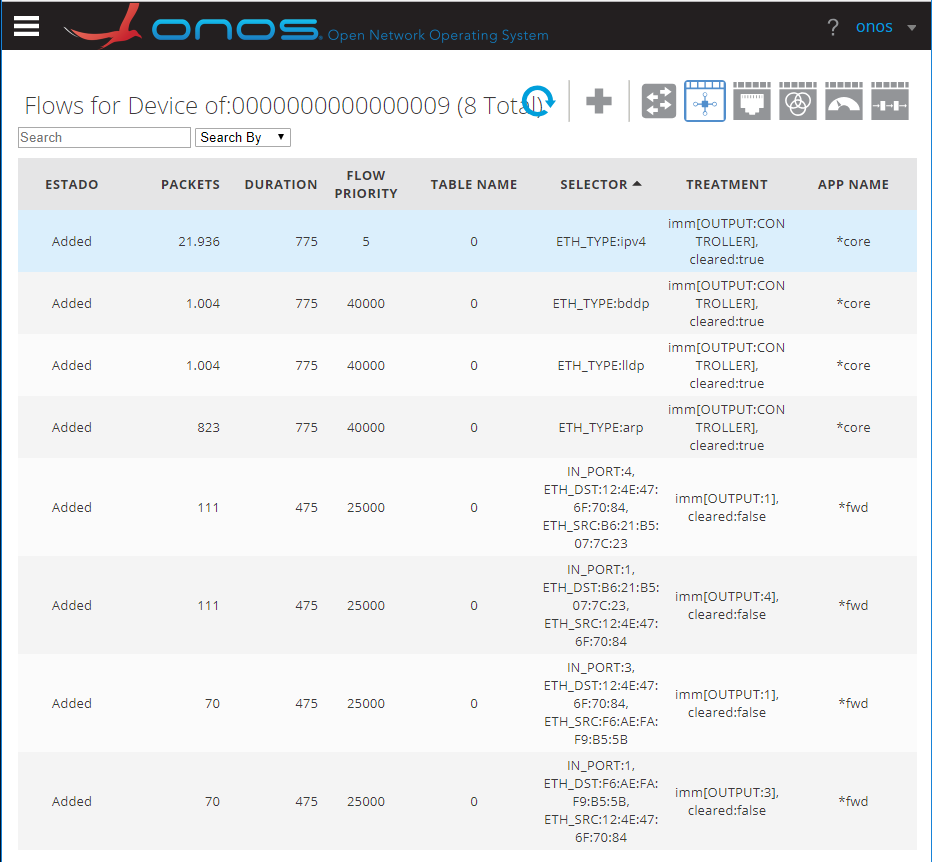 onos Open Network Operating System ? onos
Flows for Device of:0000000000000009 (8 Total)
Search Search By
ESTADO PACKETS DURATION FLOW PRIORITY TABLE NAME SELECTOR TREATMENT APP NAME
Added 21.936 775 5 0 ETH_TYPE:ipv4 imm[OUTPUT:CONTROLLER], cleared:true *core
Added 1.004 775 40000 0 ETH_TYPE:bddp imm[OUTPUT:CONTROLLER], cleared:true *core
Added 1.004 775 40000 0 ETH_TYPE:lldp imm[OUTPUT:CONTROLLER], cleared:true *core
Added 823 775 40000 0 ETH_TYPE:arp imm[OUTPUT:CONTROLLER], cleared:true *core
Added 111 475 25000 0 IN_PORT:4, ETH_DST:12:4E:47:6F:70:84, ETH_SRC:B6:21:B5:07:7C:23 imm[OUTPUT:1], cleared:false *fwd
Added 111 475 25000 0 IN_PORT:1, ETH_DST:B6:21:B5:07:7C:23, ETH_SRC:12:4E:47:6F:70:84 imm[OUTPUT:4], cleared:false *fwd
Added 70 475 25000 0 IN_PORT:3, ETH_DST:12:4E:47:6F:70:84, ETH_SRC:F6:AE:FA:F9:B5:5B imm[OUTPUT:1], cleared:false *fwd
Added 70 475 25000 0 IN_PORT:1, ETH_DST:F6:AE:FA:F9:B5:5B, ETH_SRC:12:4E:47:6F:70:84 imm[OUTPUT:3], cleared:false *fwd